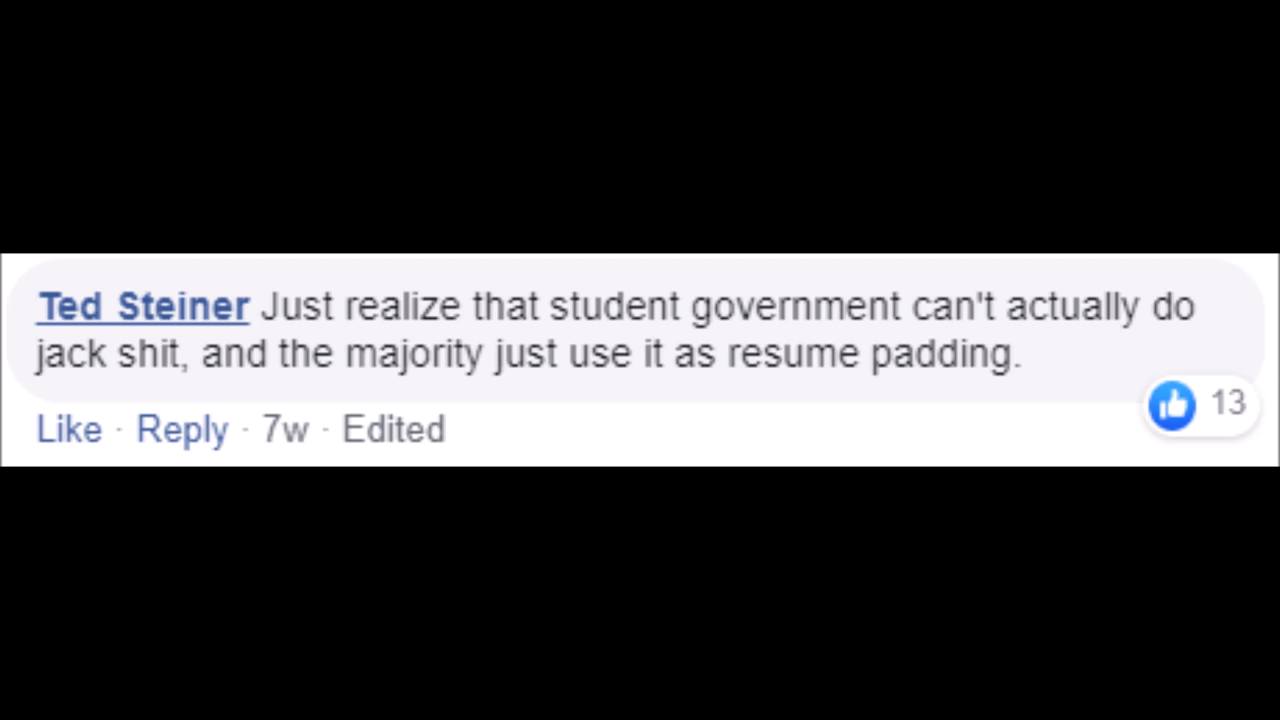 Ted Steiner Just realize that student government can't actually do
jack shit, and the majority just use it as resume padding.
13
Like · Reply · 7w · Edited